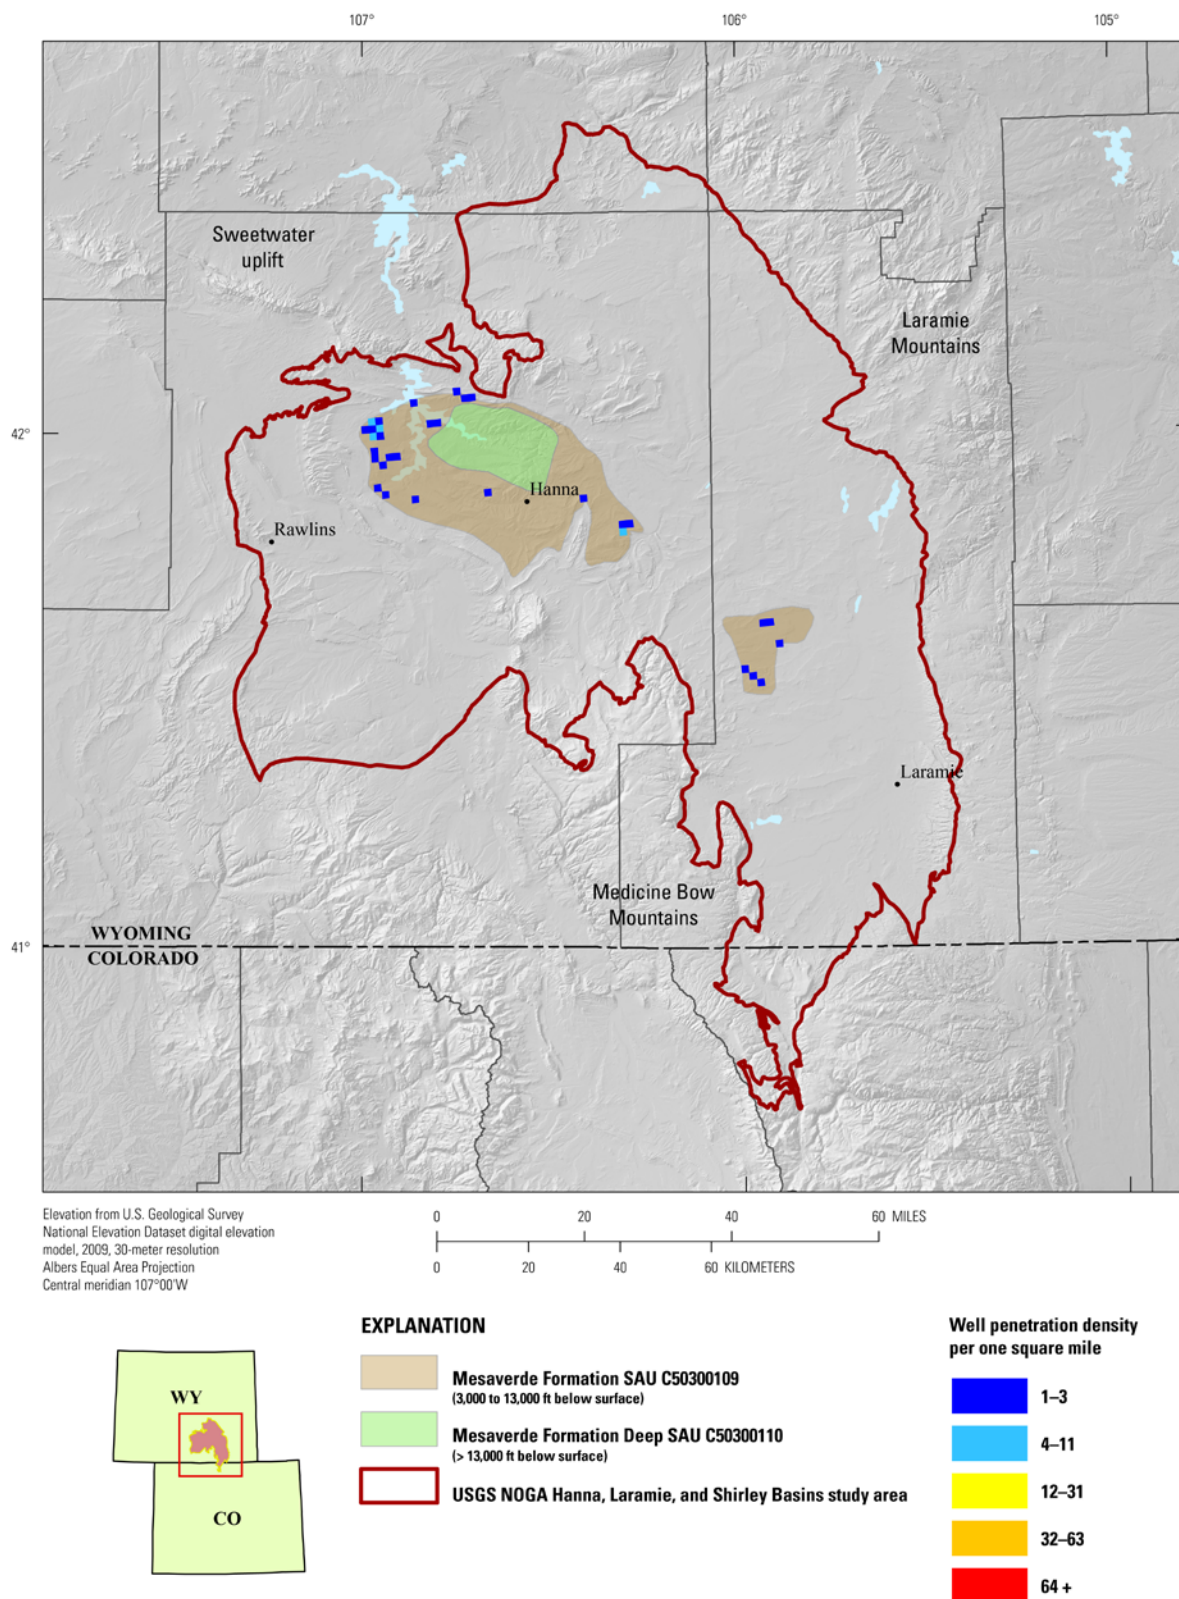 107°
106°
105°
Sweetwater
uplift
Laramie
Mountains
42°
Hanna
Rawlins
Laramie
Medicine Bow
Mountains
WYOMING
41°
COLORADO
Elevation from U.S. Geological Survey
National Elevation Dataset digital elevation
model, 2009, 30-meter resolution
Albers Equal Area Projection
Central meridian 107°00'W
0 20 40 60 MILES
0 20 40 60 KILOMETERS
WY
CO
EXPLANATION
Mesaverde Formation SAU C50300109
(3,000 to 13,000 ft below surface)
Mesaverde Formation Deep SAU C50300110
(> 13,000 ft below surface)
USGS NOGA Hanna, Laramie, and Shirley Basins study area
Well penetration density
per one square mile
1–3
4–11
12–31
32–63
64 +